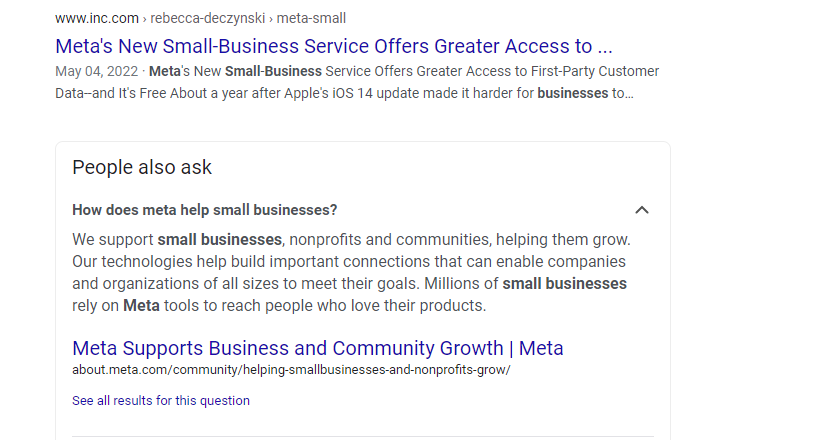 www.inc.com › rebecca-deczynski › meta-small
Meta's New Small-Business Service Offers Greater Access to ...
May 04, 2022 · Meta's New Small-Business Service Offers Greater Access to First-Party Customer
Data--and It's Free About a year after Apple's iOS 14 update made it harder for businesses to…
People also ask
How does meta help small businesses?
We support small businesses, nonprofits and communities, helping them grow.
Our technologies help build important connections that can enable companies
and organizations of all sizes to meet their goals. Millions of small businesses
rely on Meta tools to reach people who love their products.
Meta Supports Business and Community Growth | Meta
about.meta.com/community/helping-smallbusinesses-and-nonprofits-grow/
See all results for this question